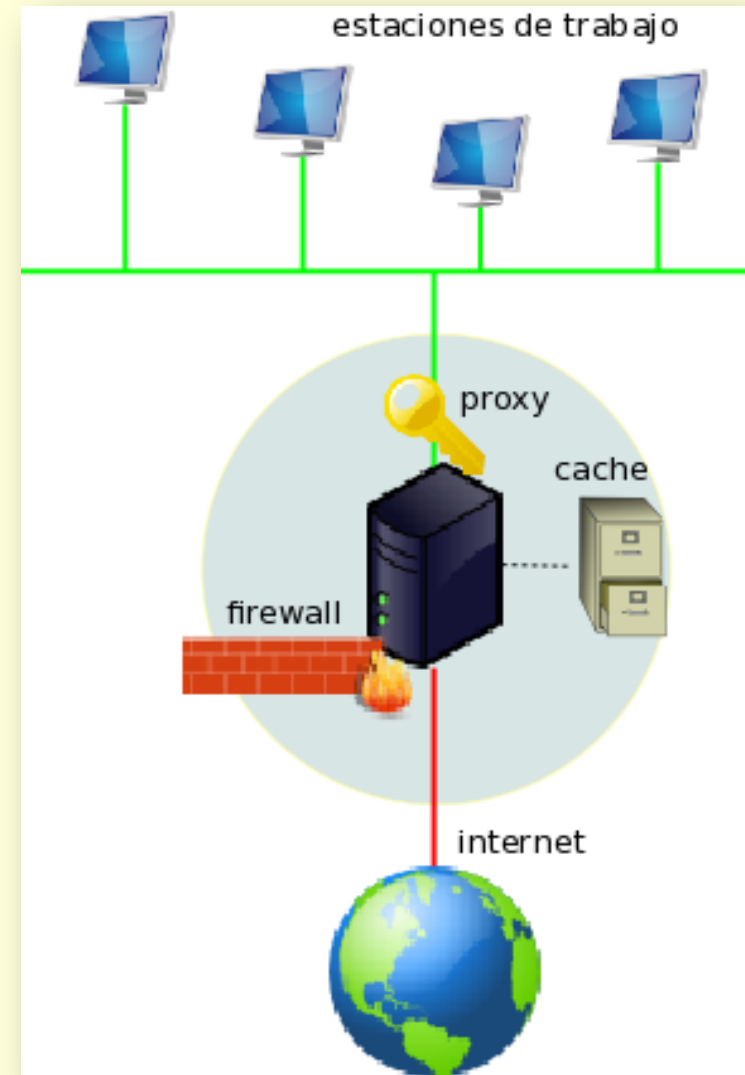 estaciones de trabajo
proxy
cache
firewall
internet